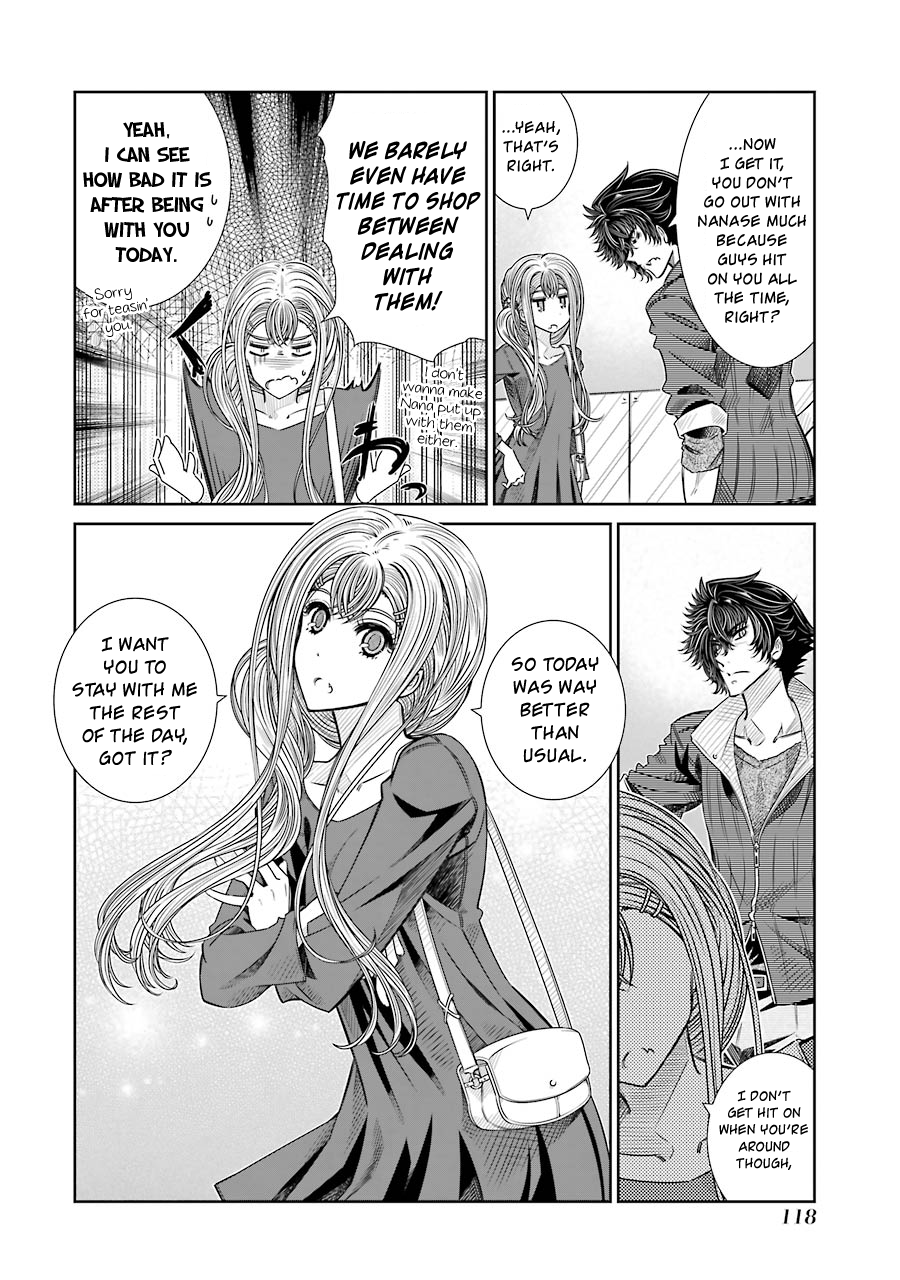 ...NOW
I GET IT,
YOU DON'T
GO OUT WITH
NANASE MUCH
BECAUSE
GUYS HIT
ON YOU ALL
THE TIME,
RIGHT?
...YEAH,
THAT'S
RIGHT.
WE BARELY
EVEN HAVE
TIME TO SHOP
BETWEEN
DEALING
WITH
THEM!
I don't
wanna make
Nana put up
with them
either.
わっ
YEAH,
I CAN SEE
HOW BAD IT IS
AFTER BEING
WITH YOU
TODAY.
Sorry
for teasin'
you.
I DON'T
GET HIT ON
WHEN YOU'RE
AROUND
THOUGH,
SO TODAY
WAS WAY
BETTER
THAN
USUAL.
I WANT
YOU TO
STAY WITH ME
THE REST
OF THE DAY,
GOT IT?
118